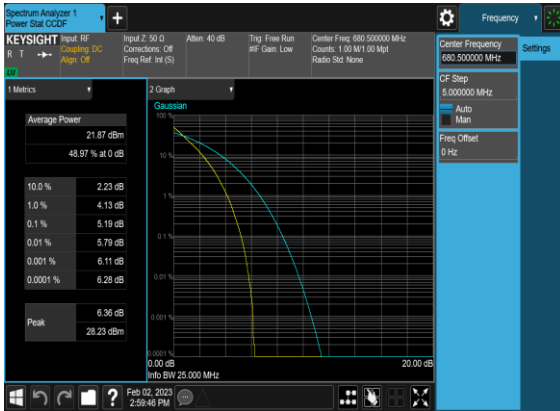 Spectrum Analyzer 1
Power Stat CCDF
+
Frequency
KEYSIGHT
R T
LXI
Input: RF
Coupling: DC
Align: Off
Input Z: 50 Ω
Corrections: Off
Freq Ref: Int (S)
Atten: 40 dB
Trig: Free Run
#IF Gain: Low
Center Freq: 680.500000 MHz
Counts: 1.00 M/1.00 Mpt
Radio Std: None
Center Frequency
680.500000 MHz
Settings
CF Step
5.000000 MHz
Auto
Man
Freq Offset
0 Hz
1 Metrics
Average Power
21.87 dBm
48.97 % at 0 dB
10.0 % 2.23 dB
1.0 % 4.13 dB
0.1 % 5.19 dB
0.01 % 5.79 dB
0.001 % 6.11 dB
0.0001 % 6.28 dB
Peak
6.36 dB
28.23 dBm
2 Graph
Gaussian
100 %
10 %
1 %
0.1 %
0.01 %
0.001 %
0.0001 %
0.00 dB 20.00 dB
Info BW 25.000 MHz
?
Feb 02, 2023
2:59:46 PM